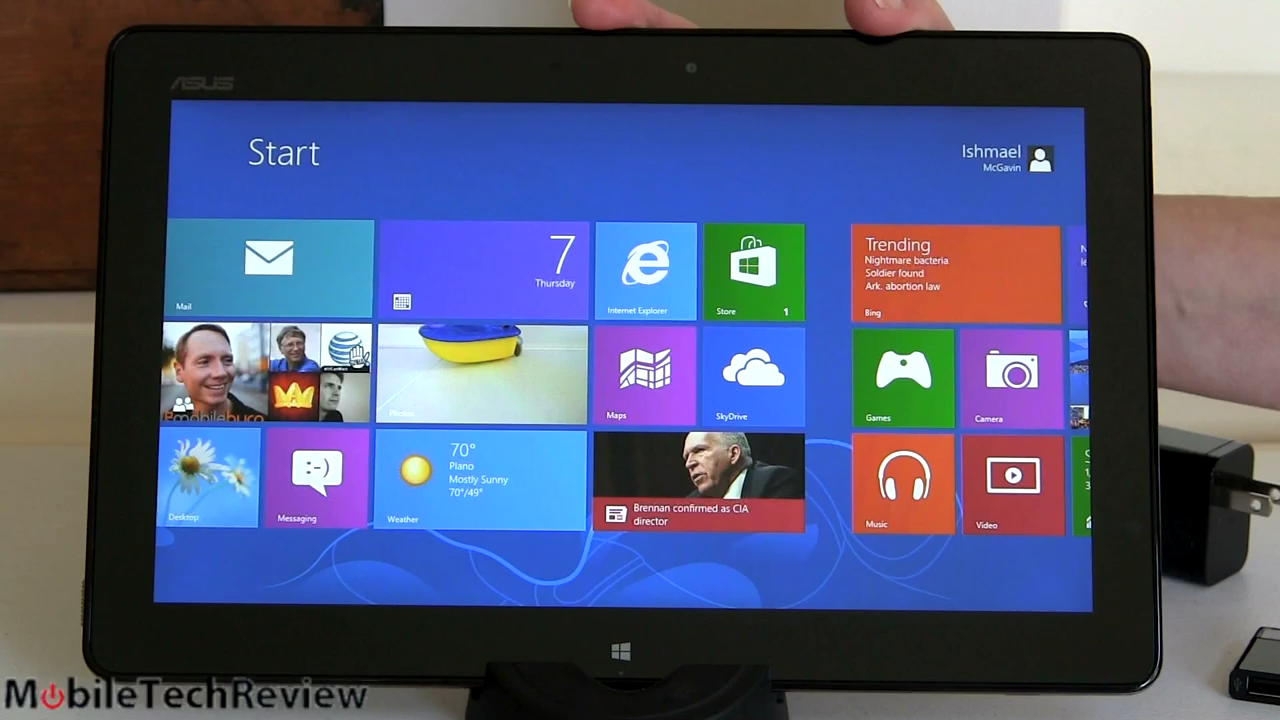 ASUS
Start
Ishmael
McGavin
Mail
7
Thursday
Internet Explorer
Store
1
Trending
Nightmare bacteria
Soldier found
Ark. abortion law
Bing
Photos
Maps
SkyDrive
Games
Camera
Desktop
Messaging
70°
Plano
Mostly Sunny
70°/49°
Weather
Brennan confirmed as CIA
director
Music
Video
MobileTechReview